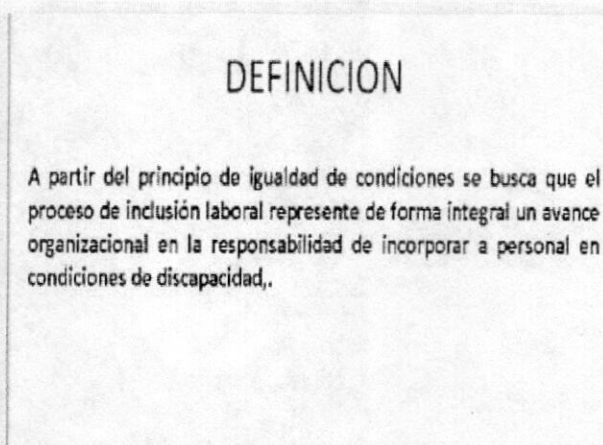 DEFINICION
A partir del principio de igualdad de condiciones se busca que el
proceso de inclusión laboral represente de forma integral un avance
organizacional en la responsabilidad de incorporar a personal en
condiciones de discapacidad,.